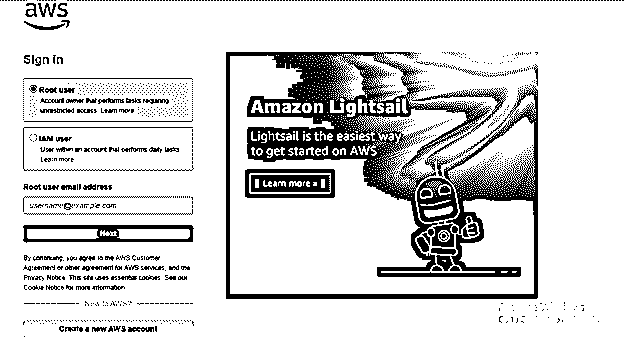 aws
Sign in
Root user
Account owner that performs tasks requiring
unrestricted access. Learn more
IAM user
User within an account that performs daily tasks.
Learn more
Root user email address
username@example.com
Next
By continuing, you agree to the AWS Customer
Agreement or other agreement for AWS services, and the
Privacy Notice. This site uses essential cookies. See our
Cookie Notice for more information.
New to AWS?
Create a new AWS account
Amazon Lightsail
Lightsail is the easiest way
to get started on AWS
Learn more »